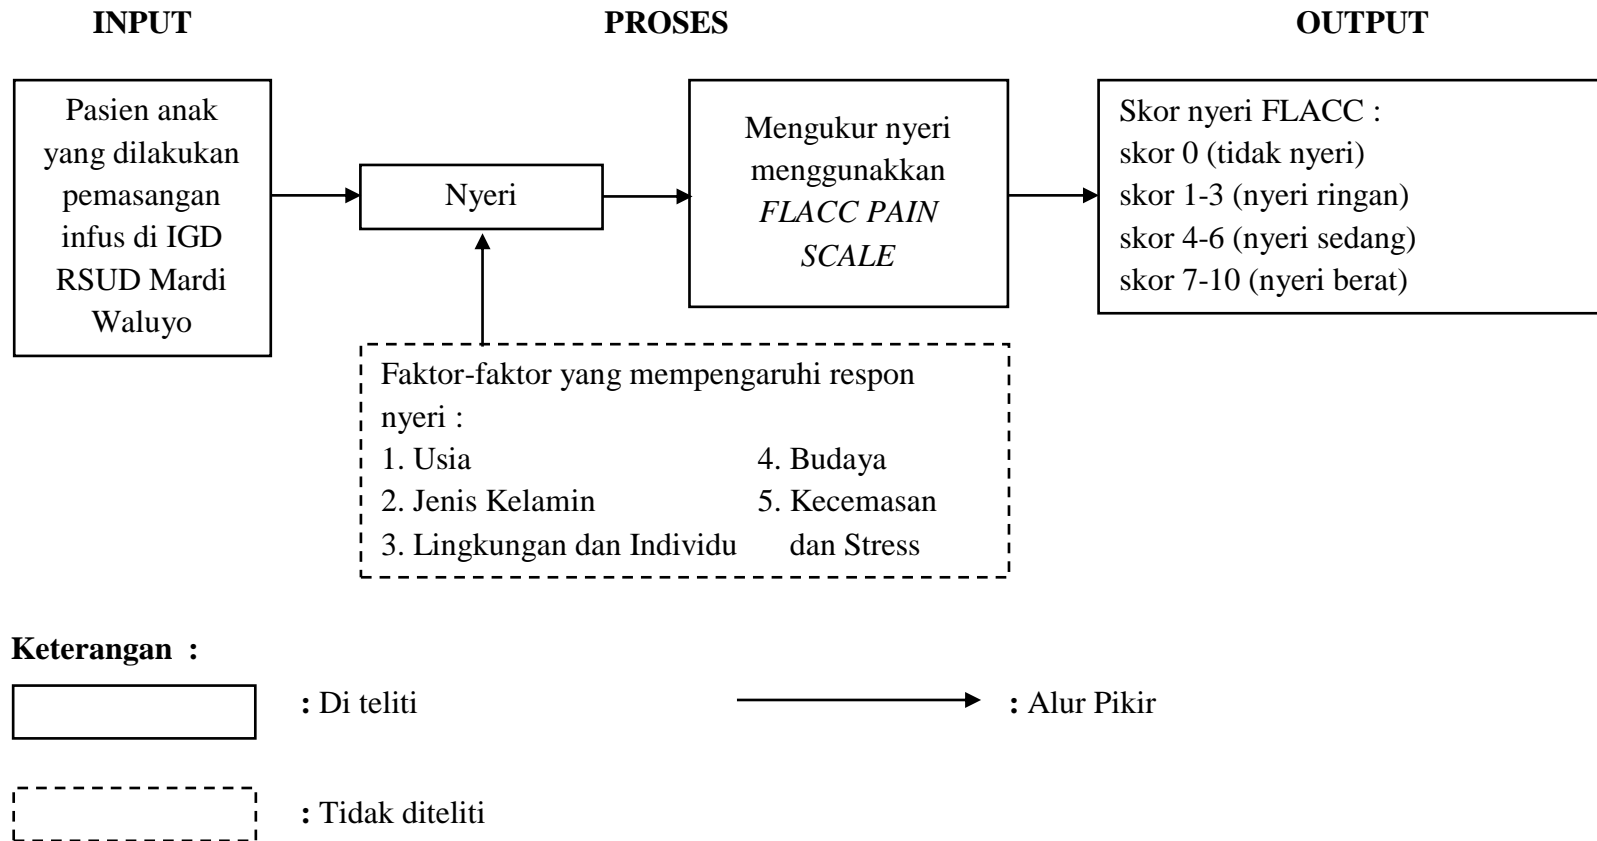 INPUT
PROSES
OUTPUT
Pasien anak
yang dilakukan
pemasangan
infus di IGD
RSUD Mardi
Waluyo
Nyeri
Mengukur nyeri
menggunakkan
FLACC PAIN
SCALE
Skor nyeri FLACC :
skor 0 (tidak nyeri)
skor 1-3 (nyeri ringan)
skor 4-6 (nyeri sedang)
skor 7-10 (nyeri berat)
Faktor-faktor yang mempengaruhi respon
nyeri :
1. Usia
2. Jenis Kelamin
3. Lingkungan dan Individu
4. Budaya
5. Kecemasan
dan Stress
Keterangan :
: Di teliti
: Alur Pikir
: Tidak diteliti